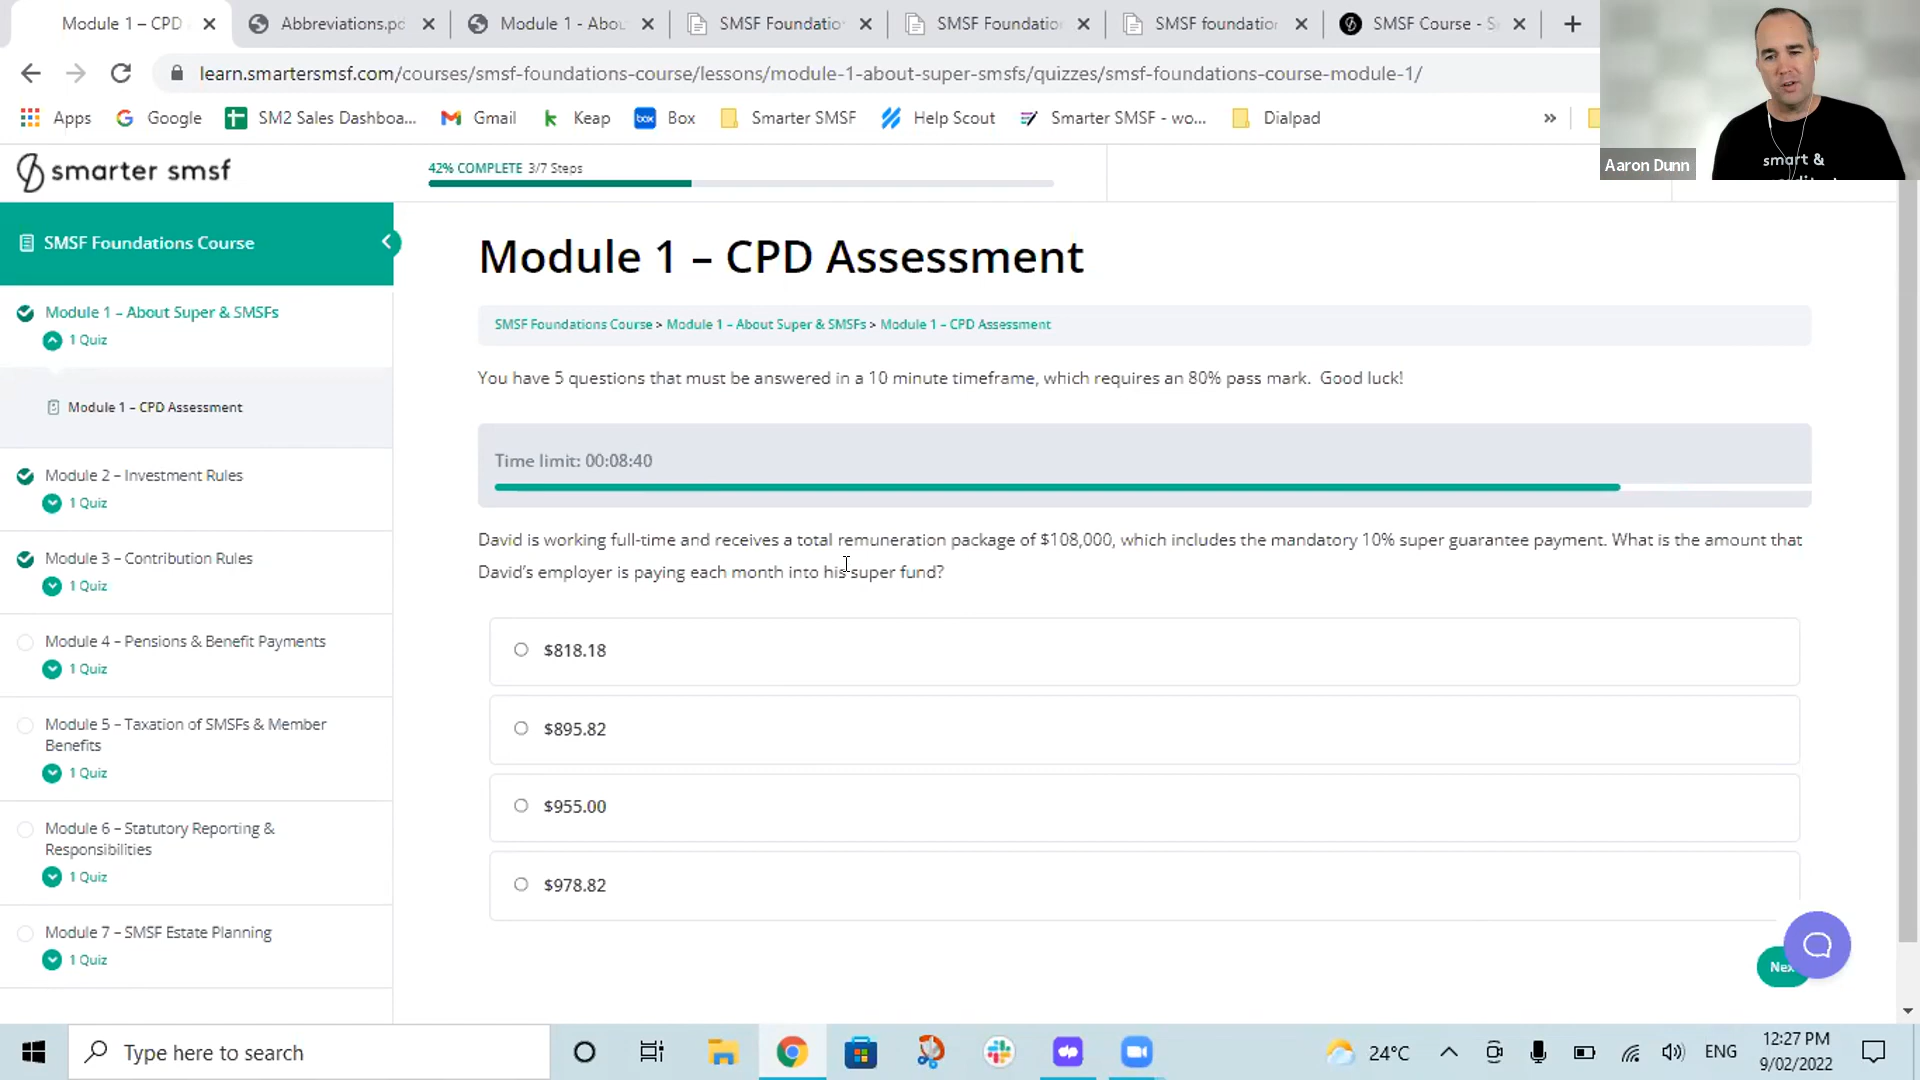 Module 1 – CPD
Abbreviations.pd
Module 1 - Abou
SMSF Foundatio
SMSF Foundation
SMSF foundation
SMSF Course - S
learn.smartersmsf.com/courses/smsf-foundations-course/lessons/module-1-about-super-smsfs/quizzes/smsf-foundations-course-module-1/
Apps
Google
SM2 Sales Dashboa...
Gmail
Keap
box
Box
Smarter SMSF
Help Scout
Smarter SMSF - wo...
Dialpad
»
smart &
Aaron Dunn
smarter smsf
42% COMPLETE 3/7 Steps
SMSF Foundations Course
Module 1 – About Super & SMSFs
1 Quiz
Module 1 – CPD Assessment
Module 2 – Investment Rules
1 Quiz
Module 3 – Contribution Rules
1 Quiz
Module 4 – Pensions & Benefit Payments
1 Quiz
Module 5 – Taxation of SMSFs & Member
Benefits
1 Quiz
Module 6 – Statutory Reporting &
Responsibilities
1 Quiz
Module 7 – SMSF Estate Planning
1 Quiz
Module 1 – CPD Assessment
SMSF Foundations Course > Module 1 – About Super & SMSFs > Module 1 – CPD Assessment
You have 5 questions that must be answered in a 10 minute timeframe, which requires an 80% pass mark. Good luck!
Time limit: 00:08:40
David is working full-time and receives a total remuneration package of $108,000, which includes the mandatory 10% super guarantee payment. What is the amount that
David’s employer is paying each month into his super fund?
$818.18
$895.82
$955.00
$978.82
Nex
Type here to search
24°C
ENG
12:27 PM
9/02/2022